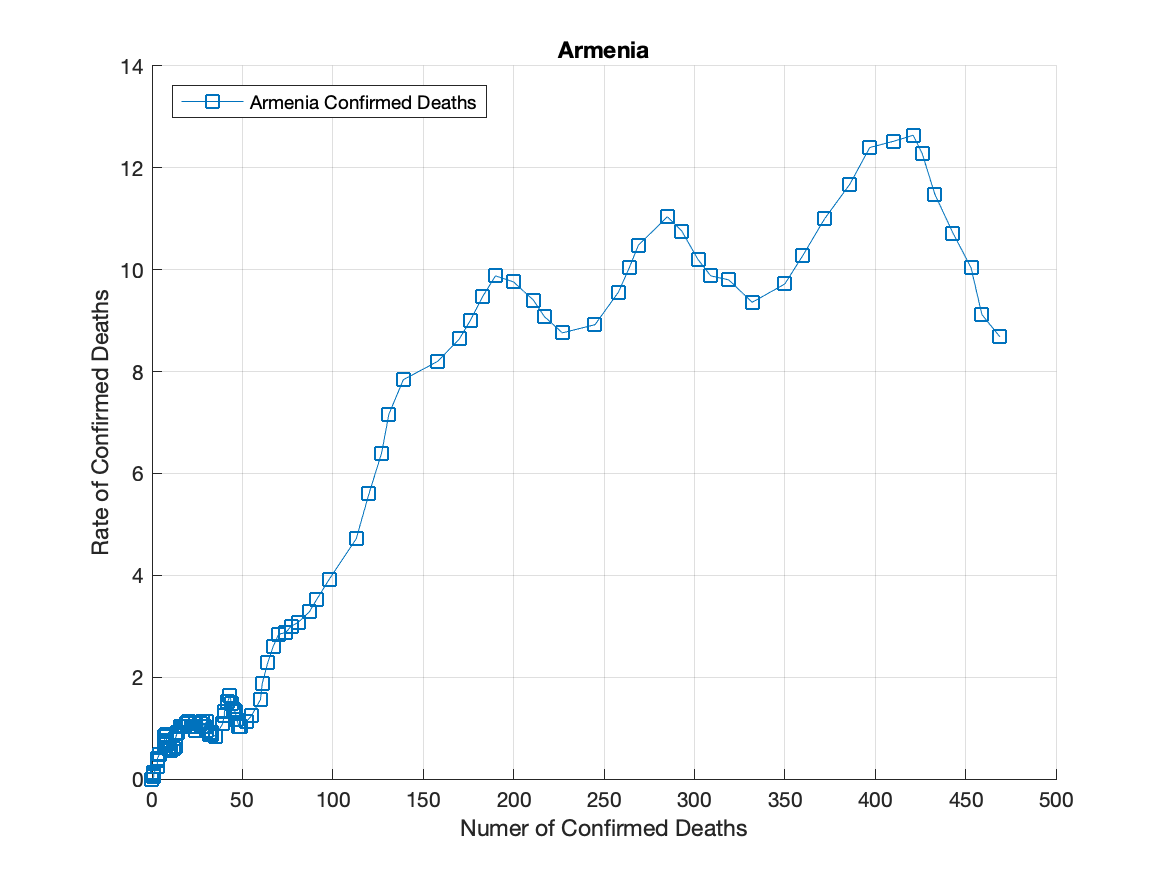 Armenia
Armenia Confirmed Deaths
Rate of Confirmed Deaths
14
12
10
8
6
4
2
0
0 50 100 150 200 250 300 350 400 450 500
Numer of Confirmed Deaths